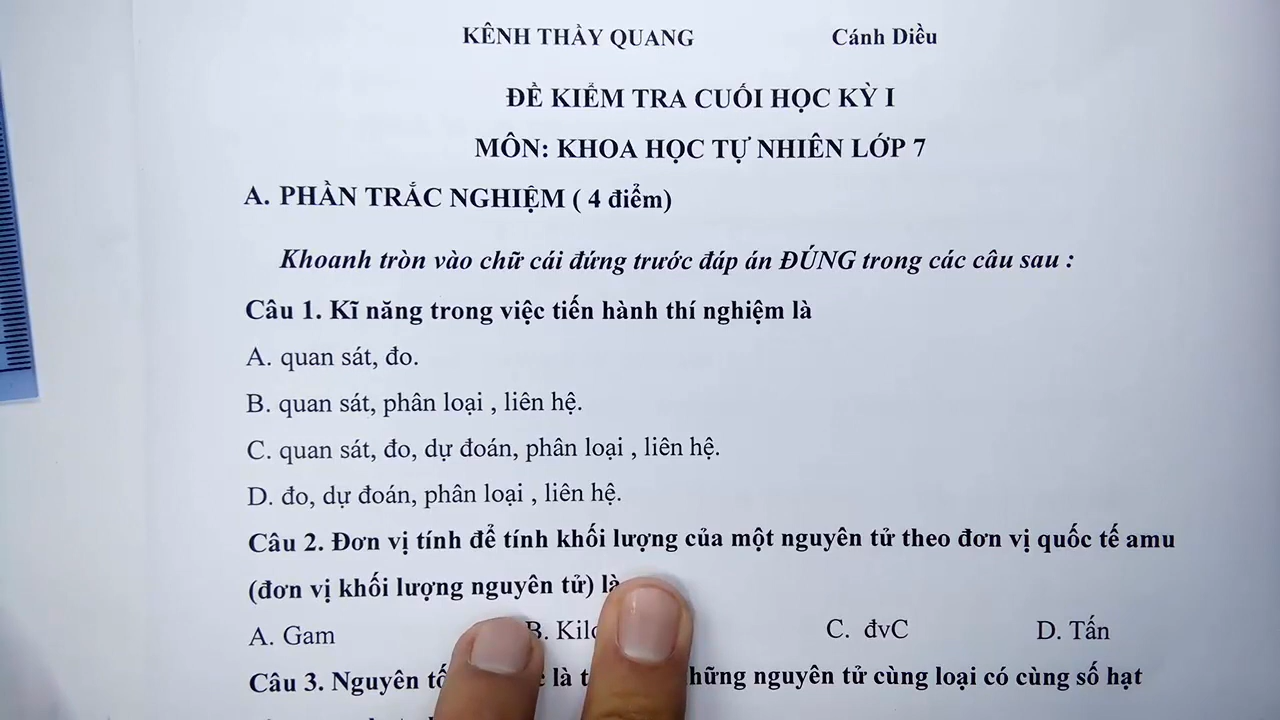 KÊNH THẦY QUANG Cánh Diều
ĐỀ KIỂM TRA CUỐI HỌC KỲ I
MÔN: KHOA HỌC TỰ NHIÊN LỚP 7
A. PHẦN TRẮC NGHIỆM ( 4 điểm)
Khoanh tròn vào chữ cái đứng trước đáp án ĐÚNG trong các câu sau :
Câu 1. Kĩ năng trong việc tiến hành thí nghiệm là
A. quan sát, đo.
B. quan sát, phân loại , liên hệ.
C. quan sát, đo, dự đoán, phân loại , liên hệ.
D. đo, dự đoán, phân loại , liên hệ.
Câu 2. Đơn vị tính để tính khối lượng của một nguyên tử theo đơn vị quốc tế amu
(đơn vị khối lượng nguyên tử) là
A. Gam B. C. đvC D. Tấn
Câu 3. Nguyên là nguyên tử cùng loại có cùng số hạt